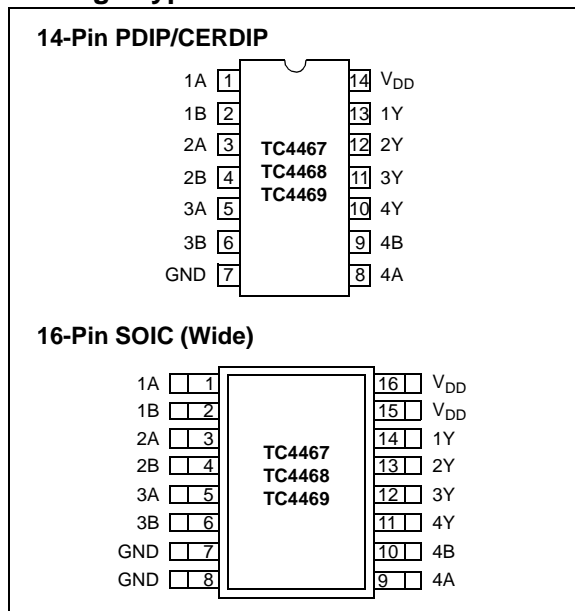 14-Pin PDIP/CERDIP
1A 1 14 VDD
1B 2 13 1Y
2A 3 12 2Y
2B 4 11 3Y
3A 5 10 4Y
3B 6 9 4B
GND 7 8 4A
TC4467
TC4468
TC4469
16-Pin SOIC (Wide)
1A 1 16 VDD
1B 2 15 VDD
2A 3 14 1Y
2B 4 13 2Y
3A 5 12 3Y
3B 6 11 4Y
GND 7 10 4B
GND 8 9 4A
TC4467
TC4468
TC4469